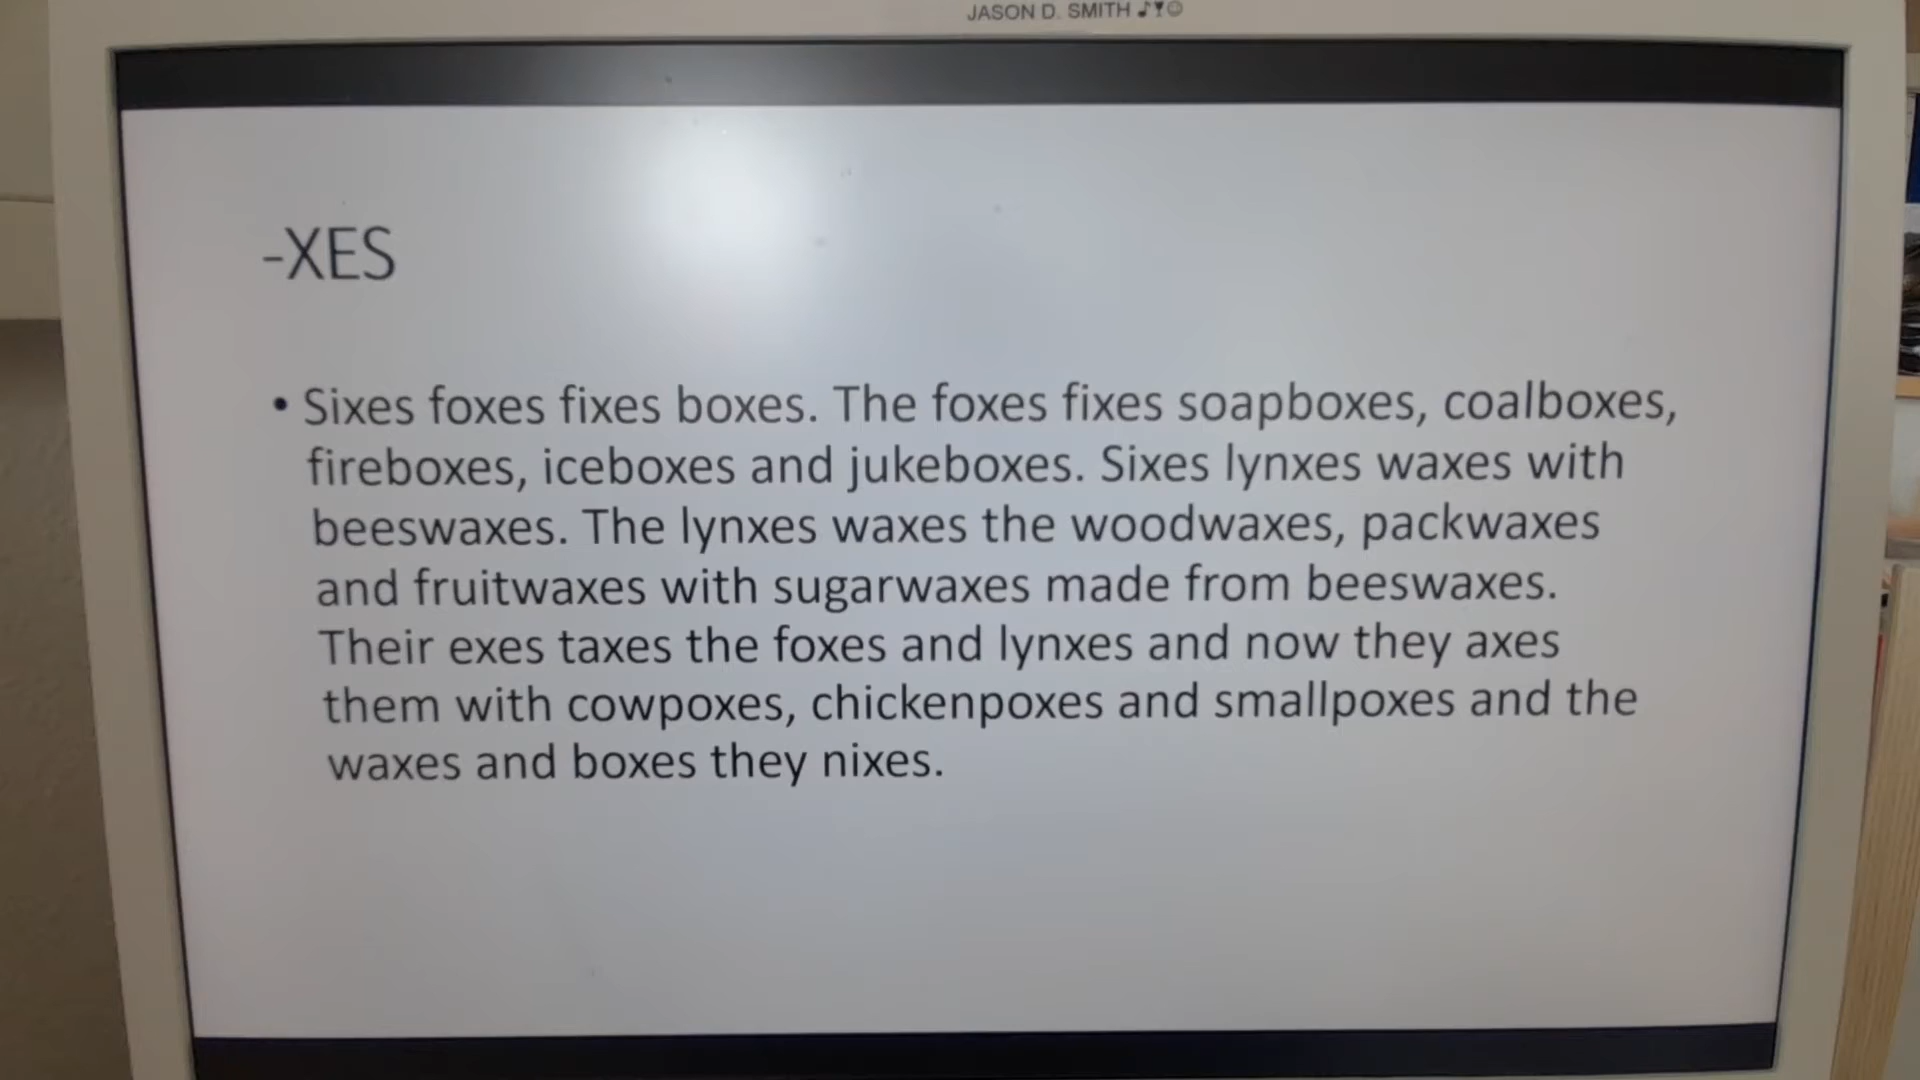 JASON D. SMITH ♪❣☺
-XES
• Sixes foxes fixes boxes. The foxes fixes soapboxes, coalboxes,
fireboxes, iceboxes and jukeboxes. Sixes lynxes waxes with
beeswaxes. The lynxes waxes the woodwaxes, packwaxes
and fruitwaxes with sugarwaxes made from beeswaxes.
Their exes taxes the foxes and lynxes and now they axes
them with cowpoxes, chickenpoxes and smallpoxes and the
waxes and boxes they nixes.